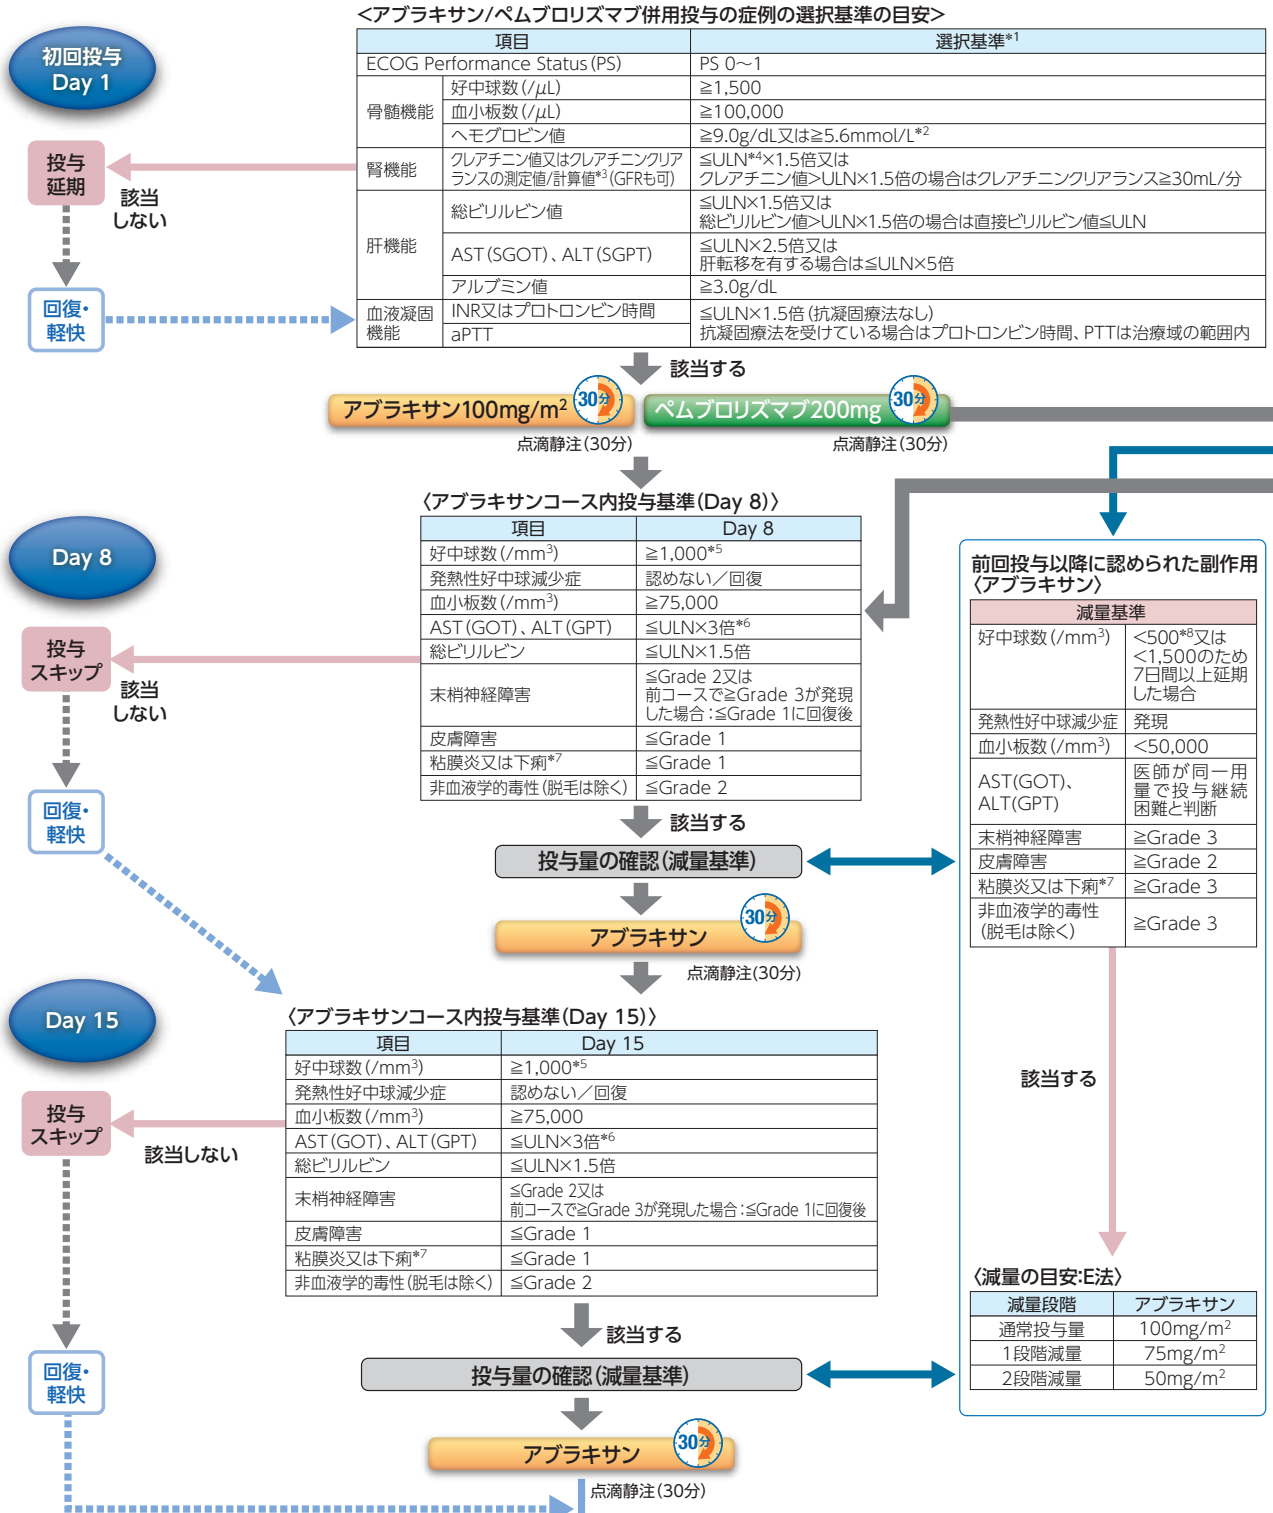 <アブラキサン/ペムブロリズマブ併用投与の症例の選択基準の目安>
初回投与
Day 1
項目 選択基準*1
ECOG Performance Status(PS) PS 0〜1
骨髄機能
好中球数(/μL) ≧1,500
血小板数(/μL) ≧100,000
ヘモグロビン値 ≧9.0g/dL又は≧5.6mmol/L*2
腎機能
クレアチニン値又はクレアチニンクリア
ランスの測定値/計算値*3(GFRも可)
≦ULN*4×1.5倍又は
クレアチニン値>ULN×1.5倍の場合はクレアチニンクリアランス≧30mL/分
肝機能
総ビリルビン値
≦ULN×1.5倍又は
総ビリルビン値>ULN×1.5倍の場合は直接ビリルビン値≦ULN
AST(SGOT)、ALT(SGPT)
≦ULN×2.5倍又は
肝転移を有する場合は≦ULN×5倍
アルブミン値 ≧3.0g/dL
血液凝固
機能
INR又はプロトロンビン時間
aPTT
≦ULN×1.5倍(抗凝固療法なし)
抗凝固療法を受けている場合はプロトロンビン時間、PTTは治療域の範囲内
投与
延期
該当
しない
回復・
軽快
該当する
アブラキサン100mg/m2 30分
点滴静注(30分)
ペムブロリズマブ200mg 30分
点滴静注(30分)
Day 8
〈アブラキサンコース内投与基準(Day 8)〉
項目 Day 8
好中球数(/mm3) ≧1,000*5
発熱性好中球減少症 認めない/回復
血小板数(/mm3) ≧75,000
AST(GOT)、ALT(GPT) ≦ULN×3倍*6
総ビリルビン ≦ULN×1.5倍
末梢神経障害
≦Grade 2又は
前コースで≧Grade 3が発現
した場合:≦Grade 1に回復後
皮膚障害 ≦Grade 1
粘膜炎又は下痢*7 ≦Grade 1
非血液学的毒性(脱毛は除く) ≦Grade 2
投与
スキップ
該当
しない
回復・
軽快
該当する
投与量の確認(減量基準)
アブラキサン 30分
点滴静注(30分)
前回投与以降に認められた副作用
〈アブラキサン〉
減量基準
好中球数(/mm3)
<500*8又は
<1,500のため
7日間以上延期
した場合
発熱性好中球減少症 発現
血小板数(/mm3) <50,000
AST(GOT)、
ALT(GPT)
医師が同一用
量で投与継続
困難と判断
末梢神経障害 ≧Grade 3
皮膚障害 ≧Grade 2
粘膜炎又は下痢*7 ≧Grade 3
非血液学的毒性
(脱毛は除く)
≧Grade 3
該当する
〈減量の目安:E法〉
減量段階 アブラキサン
通常投与量 100mg/m2
1段階減量 75mg/m2
2段階減量 50mg/m2
Day 15
〈アブラキサンコース内投与基準(Day 15)〉
項目 Day 15
好中球数(/mm3) ≧1,000*5
発熱性好中球減少症 認めない/回復
血小板数(/mm3) ≧75,000
AST(GOT)、ALT(GPT) ≦ULN×3倍*6
総ビリルビン ≦ULN×1.5倍
末梢神経障害
≦Grade 2又は
前コースで≧Grade 3が発現した場合:≦Grade 1に回復後
皮膚障害 ≦Grade 1
粘膜炎又は下痢*7 ≦Grade 1
非血液学的毒性(脱毛は除く) ≦Grade 2
投与
スキップ
該当しない
回復・
軽快
該当する
投与量の確認(減量基準)
アブラキサン 30分
点滴静注(30分)